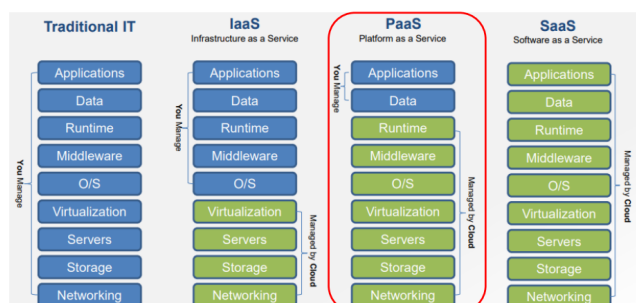 Traditional IT
Applications
Data
Runtime
Middleware
O/S
Virtualization
Servers
Storage
Networking
You Manage
IaaS
Infrastructure as a Service
Applications
Data
Runtime
Middleware
O/S
Virtualization
Servers
Storage
Networking
You Manage
Managed by Cloud
PaaS
Platform as a Service
Applications
Data
Runtime
Middleware
O/S
Virtualization
Servers
Storage
Networking
You Manage
Managed by Cloud
SaaS
Software as a Service
Applications
Data
Runtime
Middleware
O/S
Virtualization
Servers
Storage
Networking
Managed by Cloud